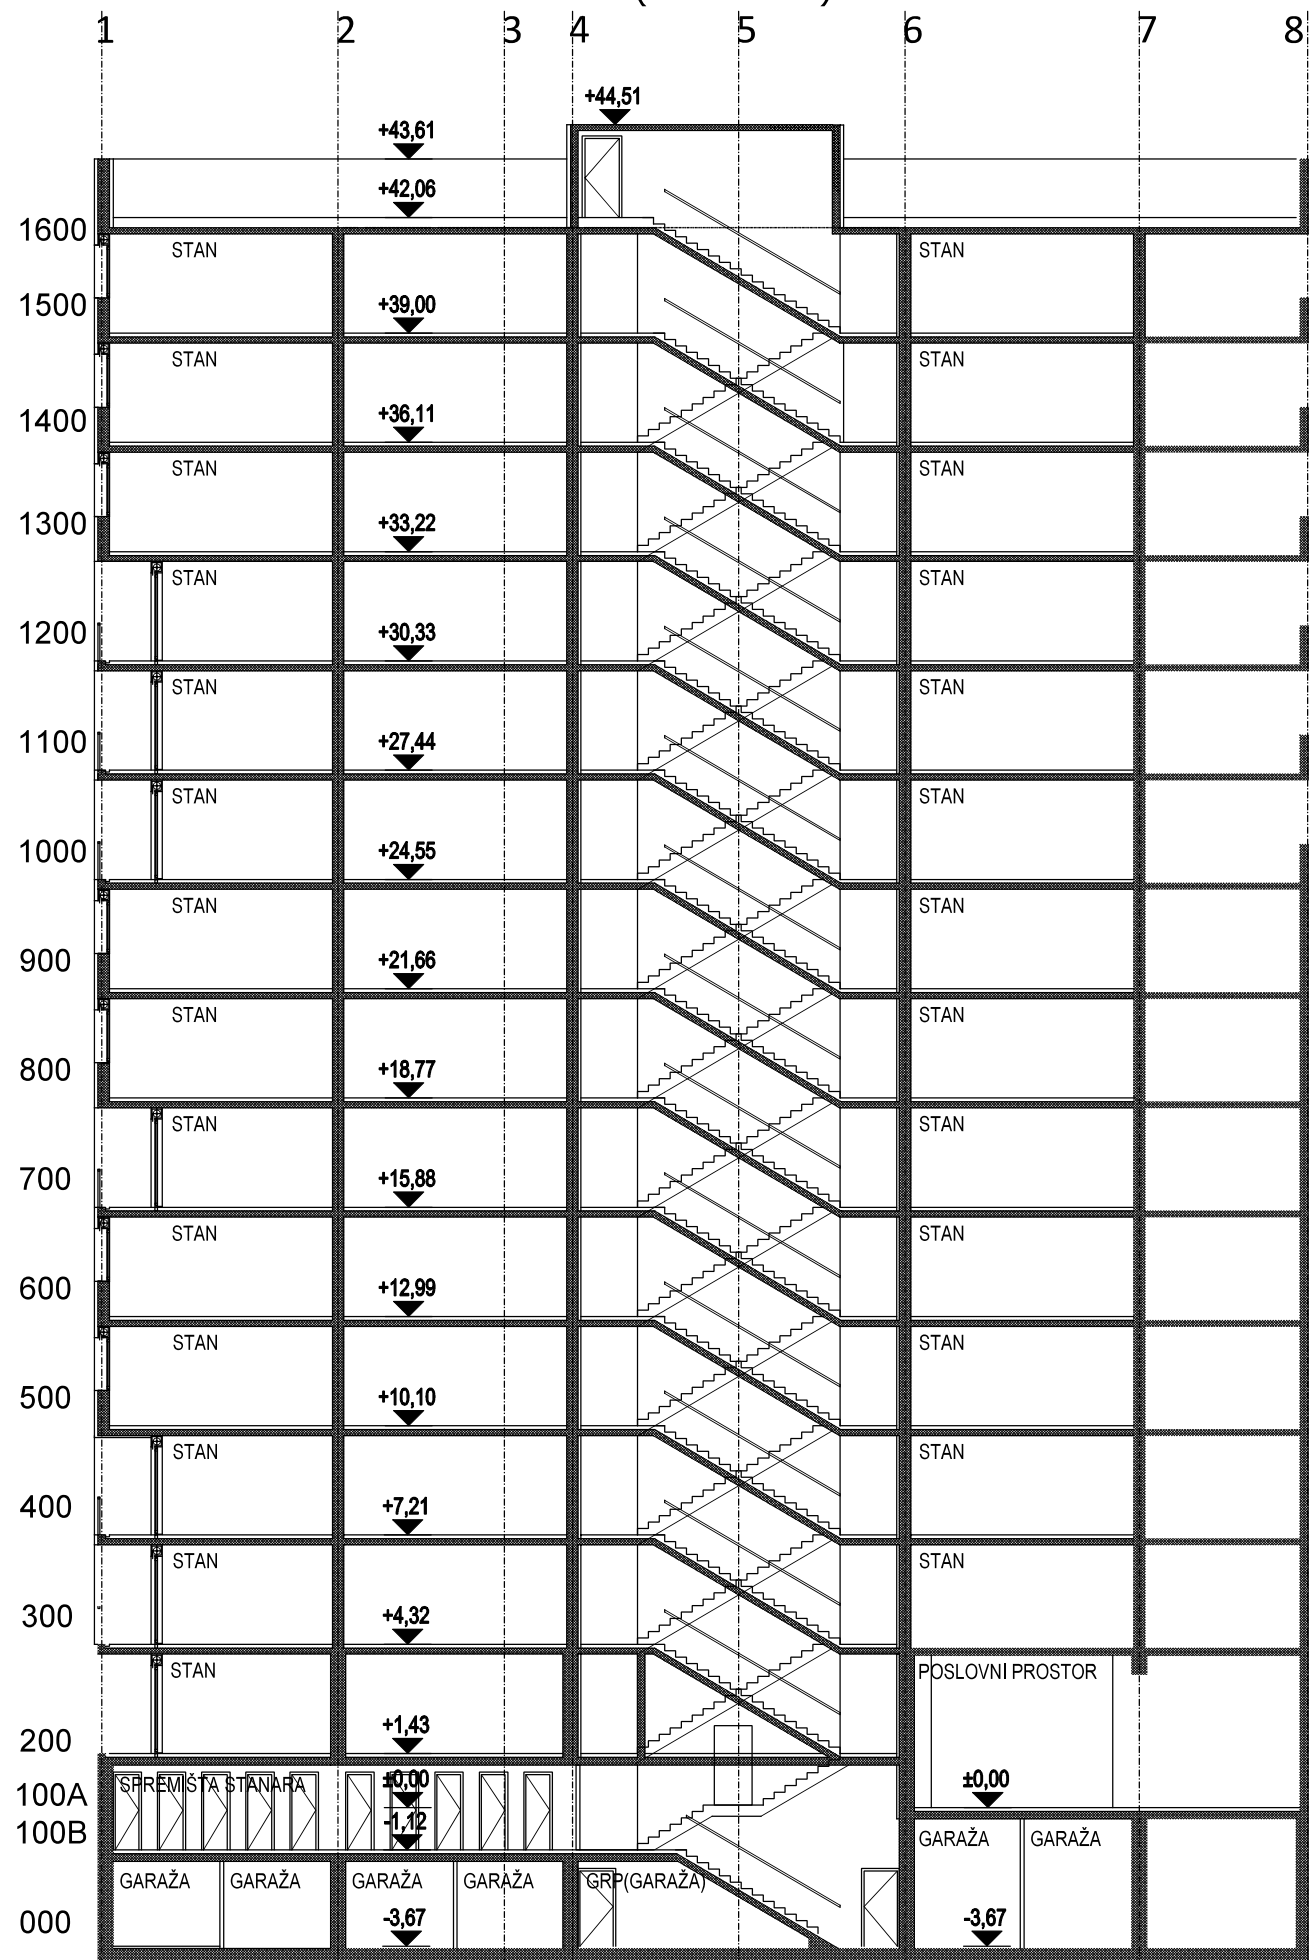 1 2 3 4 5 6 7 8
+44,51
+43,61
+42,06
1600
STAN STAN
1500 +39,00
STAN STAN
1400 +36,11
STAN STAN
1300 +33,22
STAN STAN
1200 +30,33
STAN STAN
1100 +27,44
STAN STAN
1000 +24,55
STAN STAN
900 +21,66
STAN STAN
800 +18,77
STAN STAN
700 +15,88
STAN STAN
600 +12,99
STAN STAN
500 +10,10
STAN STAN
400 +7,21
STAN STAN
300 +4,32
STAN POSLOVNI PROSTOR
200 +1,43
SPREMIŠTA STANARA ±0,00 ±0,00
100A
100B -1,12
GARAŽA GARAŽA
GARAŽA GARAŽA GARAŽA GARAŽA GRP(GARAŽA)
000 -3,67 -3,67